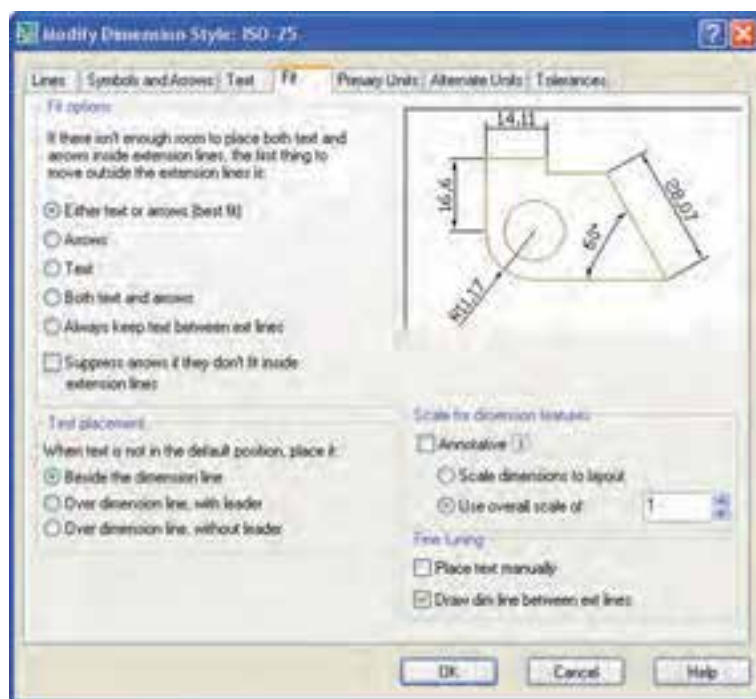 Modify Dimension Style: ISO-25
Lines Symbols and Arrows Text Fit Primary Units Alternate Units Tolerances
Fit options
If there isn't enough room to place both text and
arrows inside extension lines, the first thing to
move outside the extension lines is:
Either text or arrows (best fit)
Arrows
Text
Both text and arrows
Always keep text between ext lines
Suppress arrows if they don't fit inside
extension lines
14,11
16,6
28,07
60°
R11,17
Text placement
When text is not in the default position, place it:
Beside the dimension line
Over dimension line, with leader
Over dimension line, without leader
Scale for dimension features
Annotative
Scale dimensions to layout
Use overall scale of: 1
Fine tuning
Place text manually
Draw dim line between ext lines
OK Cancel Help